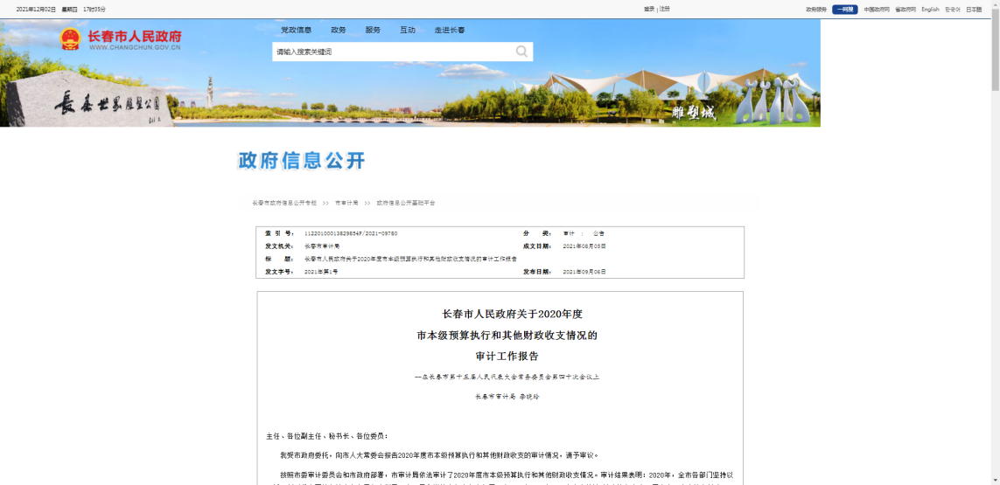 2021年12月02日 星期四 17时35分 登录 | 注册 政务服务 一网搜 中国政府网 省政府网 English 한국어 日本語
长春市人民政府
WWW.CHANGCHUN.GOV.CN
党政信息 政务 服务 互动 走进长春
请输入搜索关键词
長春世界雕塑公園
雕塑城
政府信息公开
长春市政府信息公开专栏 >> 市审计局 >> 政府信息公开基础平台
索 引 号： 11220100013829854F/2021-09760 分 类： 审计 ； 公告
发文机关： 长春市审计局 成文日期： 2021年08月03日
标 题： 长春市人民政府关于2020年度市本级预算执行和其他财政收支情况的审计工作报告
发文字号： 2021年第1号 发布日期： 2021年09月06日
长春市人民政府关于2020年度
市本级预算执行和其他财政收支情况的
审计工作报告
--在长春市第十五届人民代表大会常务委员会第四十次会议上
长春市审计局 李晓玲
主任、各位副主任、秘书长、各位委员：
我受市政府委托，向市人大常委会报告2020年度市本级预算执行和其他财政收支的审计情况，请予审议。
按照市委审计委员会和市政府部署，市审计局依法审计了2020年度市本级预算执行和其他财政收支情况。审计结果表明：2020年，全市各部门坚持以